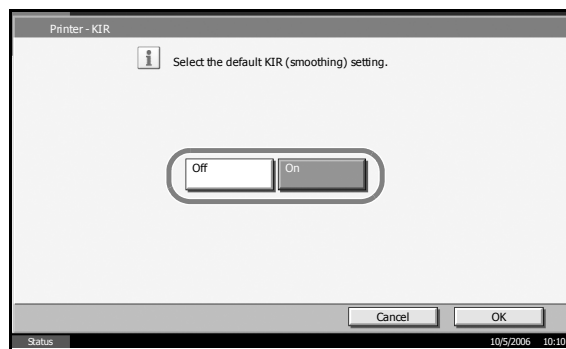 Printer - KIR
Select the default KIR (smoothing) setting.
Off
On
Cancel
OK
Status
10/5/2006 10:10